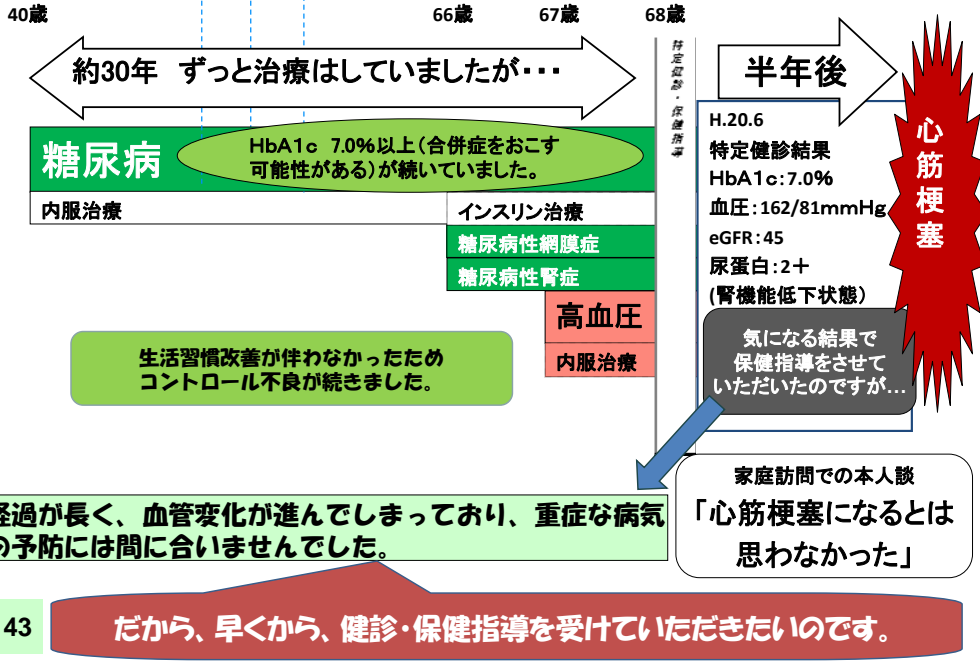 40歳
66歳
67歳
68歳
約30年　ずっと治療はしていましたが・・・
特定健診・保健指導
半年後
心筋梗塞
糖尿病
HbA1c　7.0%以上(合併症をおこす
可能性がある)が続いていました。
内服治療
インスリン治療
糖尿病性網膜症
糖尿病性腎症
高血圧
内服治療
H.20.6
特定健診結果
HbA1c:7.0%
血圧:162/81mmHg
eGFR:45
尿蛋白:2+
(腎機能低下状態)
気になる結果で
保健指導をさせて
いただいたのですが…
生活習慣改善が伴わなかったため
コントロール不良が続きました。
経過が長く、血管変化が進んでしまっており、重症な病気
の予防には間に合いませんでした。
家庭訪問での本人談
「心筋梗塞になるとは
思わなかった」
43
だから、早くから、健診・保健指導を受けていただきたいのです。